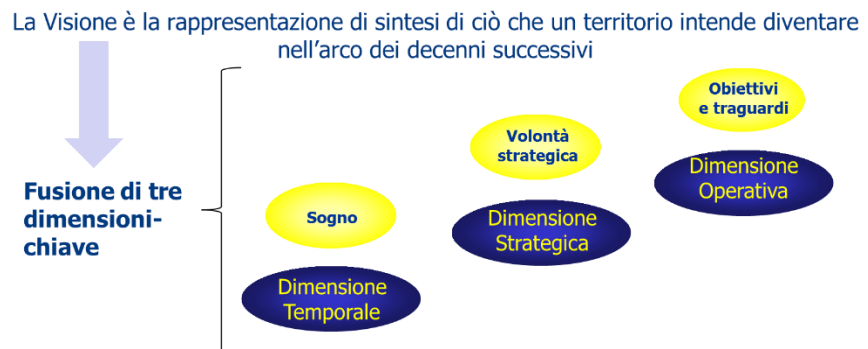 La Visione è la rappresentazione di sintesi di ciò che un territorio intende diventare
nell'arco dei decenni successivi
Fusione di tre
dimensioni-
chiave
Sogno
Dimensione
Temporale
Volontà
strategica
Dimensione
Strategica
Obiettivi
e traguardi
Dimensione
Operativa